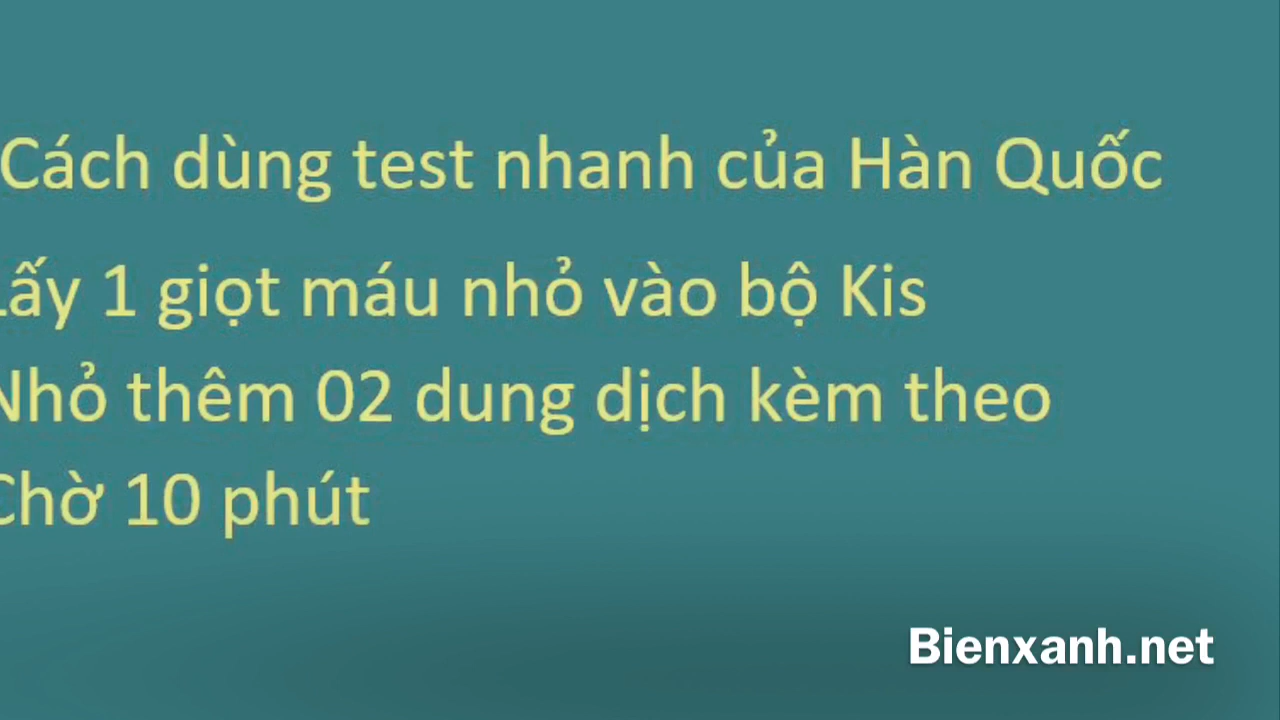 Cách dùng test nhanh của Hàn Quốc
Lấy 1 giọt máu nhỏ vào bộ Kis
Nhỏ thêm 02 dung dịch kèm theo
Chờ 10 phút
Bienxanh.net